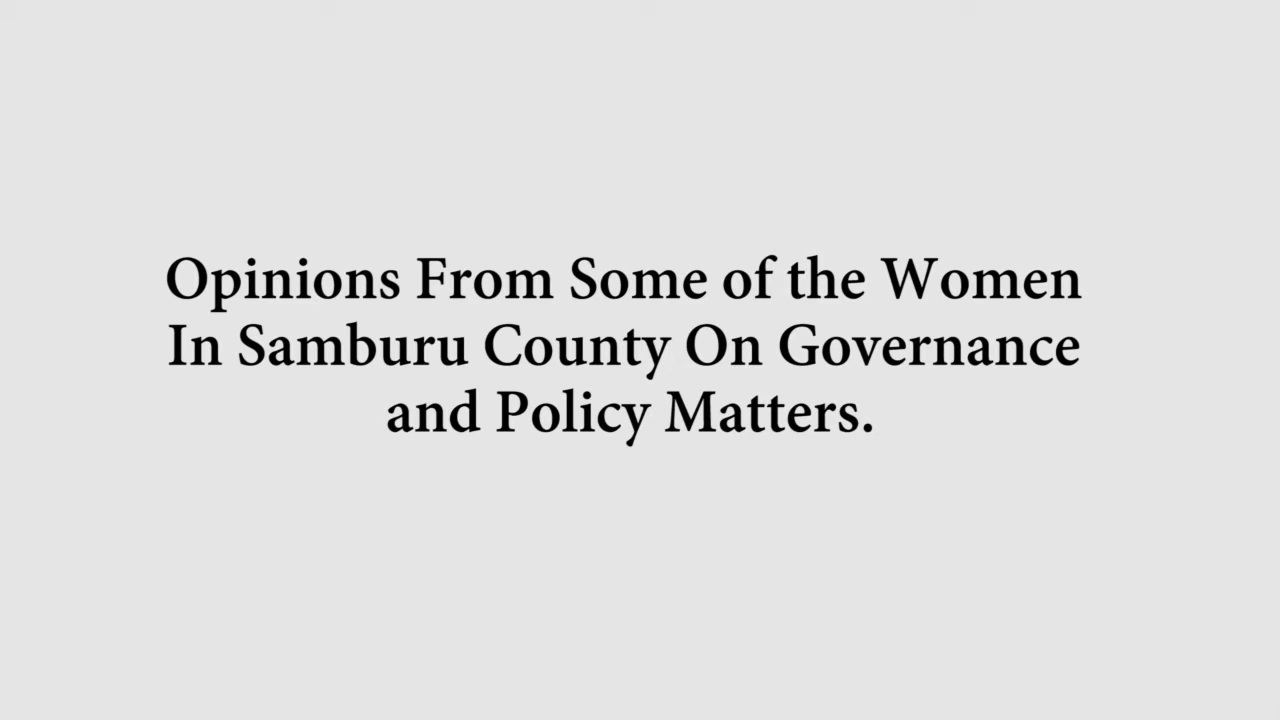 Opinions From Some of the Women
In Samburu County On Governance
and Policy Matters.